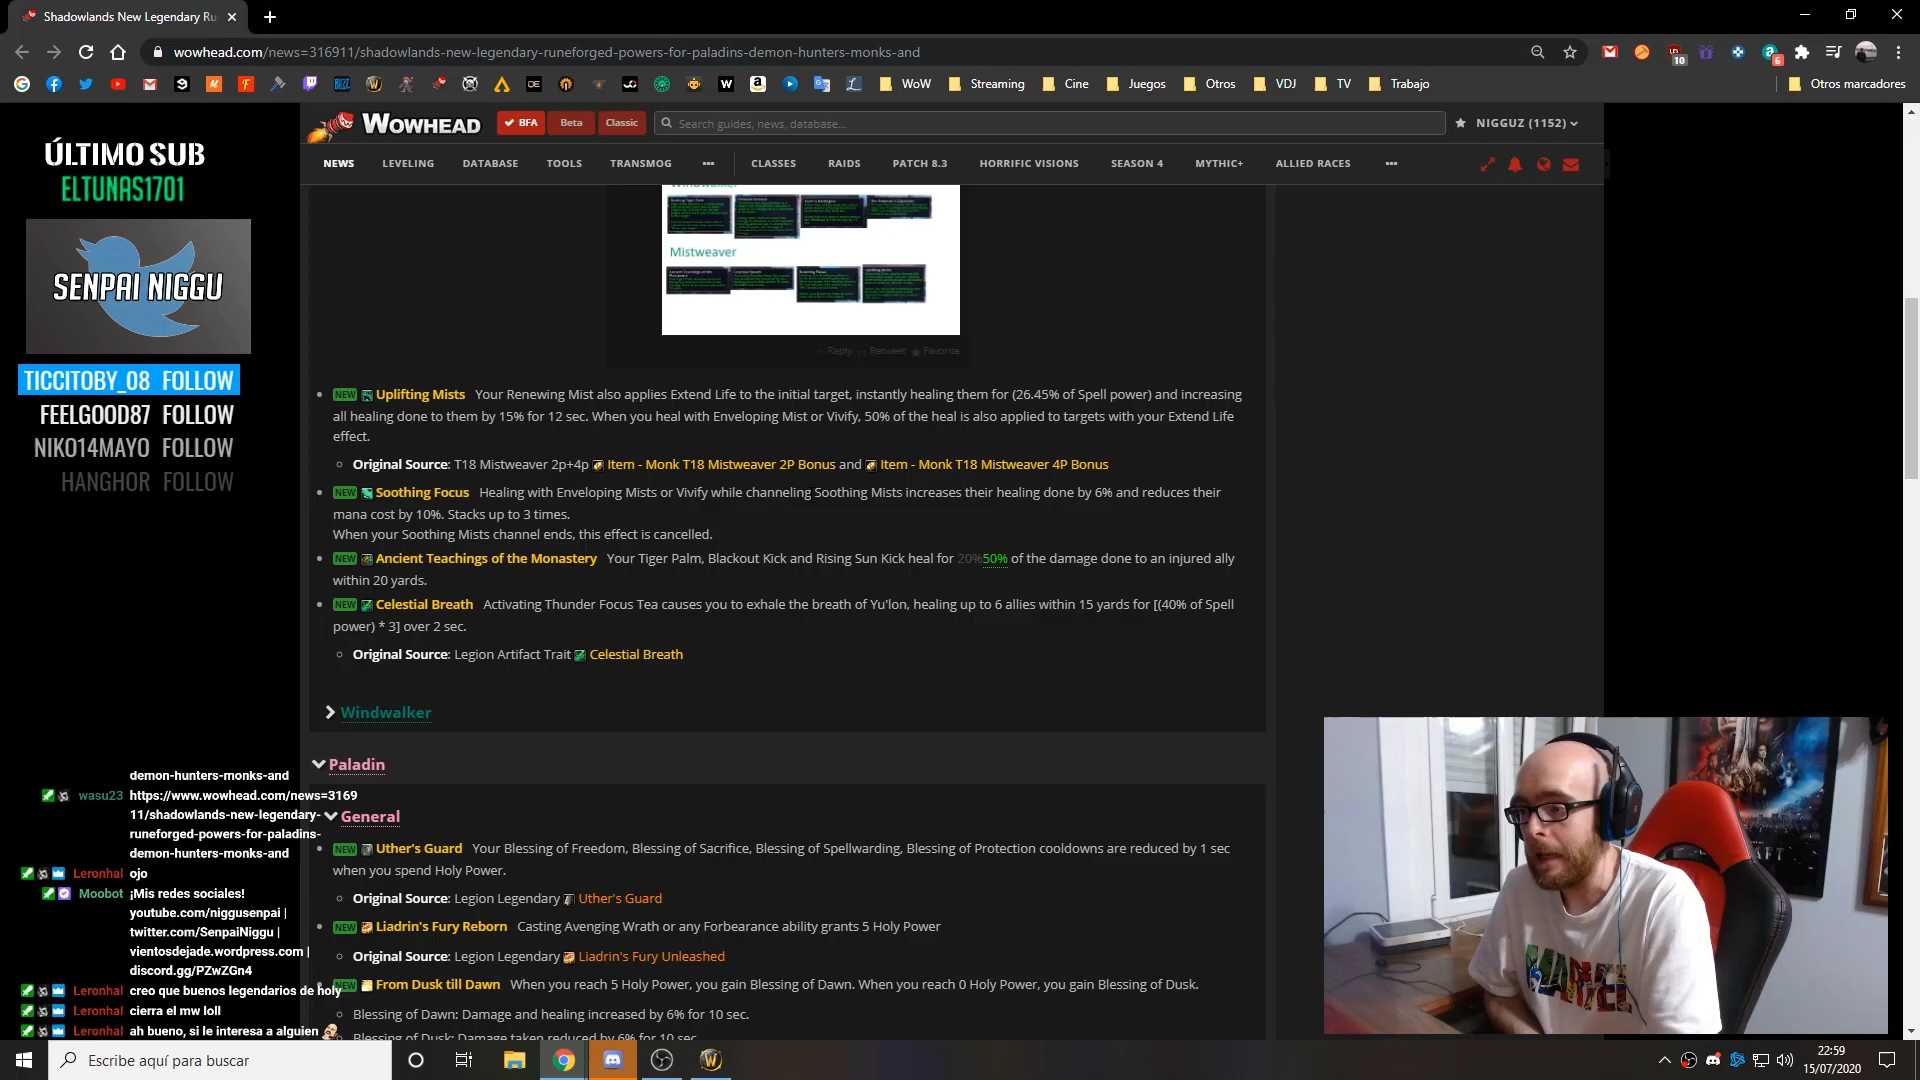 Shadowlands New Legendary Ru
wowhead.com/news=316911/shadowlands-new-legendary-runeforged-powers-for-paladins-demon-hunters-monks-and
10
6
WoW
Streaming
Cine
Juegos
Otros
VDJ
TV
Trabajo
Otros marcadores
WOWHEAD
BFA
Beta
Classic
Search guides, news, database...
NIGGUZ (1152)
NEWS
LEVELING
DATABASE
TOOLS
TRANSMOG
CLASSES
RAIDS
PATCH 8.3
HORRIFIC VISIONS
SEASON 4
MYTHIC+
ALLIED RACES
ÚLTIMO SUB
ELTUNAS1701
SENPAI NIGGU
TICCITOBY_08 FOLLOW
FEELGOOD87 FOLLOW
NIKO14MAYO FOLLOW
HANGHOR FOLLOW
Windwalker
Mistweaver
Reply Retweet Favorite
NEW Uplifting Mists Your Renewing Mist also applies Extend Life to the initial target, instantly healing them for (26.45% of Spell power) and increasing
all healing done to them by 15% for 12 sec. When you heal with Enveloping Mist or Vivify, 50% of the heal is also applied to targets with your Extend Life
effect.
Original Source: T18 Mistweaver 2p+4p Item - Monk T18 Mistweaver 2P Bonus and Item - Monk T18 Mistweaver 4P Bonus
NEW Soothing Focus Healing with Enveloping Mists or Vivify while channeling Soothing Mists increases their healing done by 6% and reduces their
mana cost by 10%. Stacks up to 3 times.
When your Soothing Mists channel ends, this effect is cancelled.
NEW Ancient Teachings of the Monastery Your Tiger Palm, Blackout Kick and Rising Sun Kick heal for 20%50% of the damage done to an injured ally
within 20 yards.
NEW Celestial Breath Activating Thunder Focus Tea causes you to exhale the breath of Yu'lon, healing up to 6 allies within 15 yards for [(40% of Spell
power) * 3] over 2 sec.
Original Source: Legion Artifact Trait Celestial Breath
Windwalker
Paladin
General
NEW Uther's Guard Your Blessing of Freedom, Blessing of Sacrifice, Blessing of Spellwarding, Blessing of Protection cooldowns are reduced by 1 sec
when you spend Holy Power.
Original Source: Legion Legendary Uther's Guard
NEW Liadrin's Fury Reborn Casting Avenging Wrath or any Forbearance ability grants 5 Holy Power
Original Source: Legion Legendary Liadrin's Fury Unleashed
NEW From Dusk till Dawn When you reach 5 Holy Power, you gain Blessing of Dawn. When you reach 0 Holy Power, you gain Blessing of Dusk.
Blessing of Dawn: Damage and healing increased by 6% for 10 sec.
Blessing of Dusk: Damage taken reduced by 6% for 10 sec
demon-hunters-monks-and
wasu23 https://www.wowhead.com/news=3169
11/shadowlands-new-legendary-
runeforged-powers-for-paladins-
demon-hunters-monks-and
Leronhal ojo
Moobot ¡Mis redes sociales!
youtube.com/niggusenpai |
twitter.com/SenpaiNiggu |
vientosdejade.wordpress.com |
discord.gg/PZwZGn4
Leronhal creo que buenos legendarios de holy
Leronhal cierra el mw loll
Leronhal ah bueno, si le interesa a alguien
MARVEL
Escribe aquí para buscar
22:59
15/07/2020